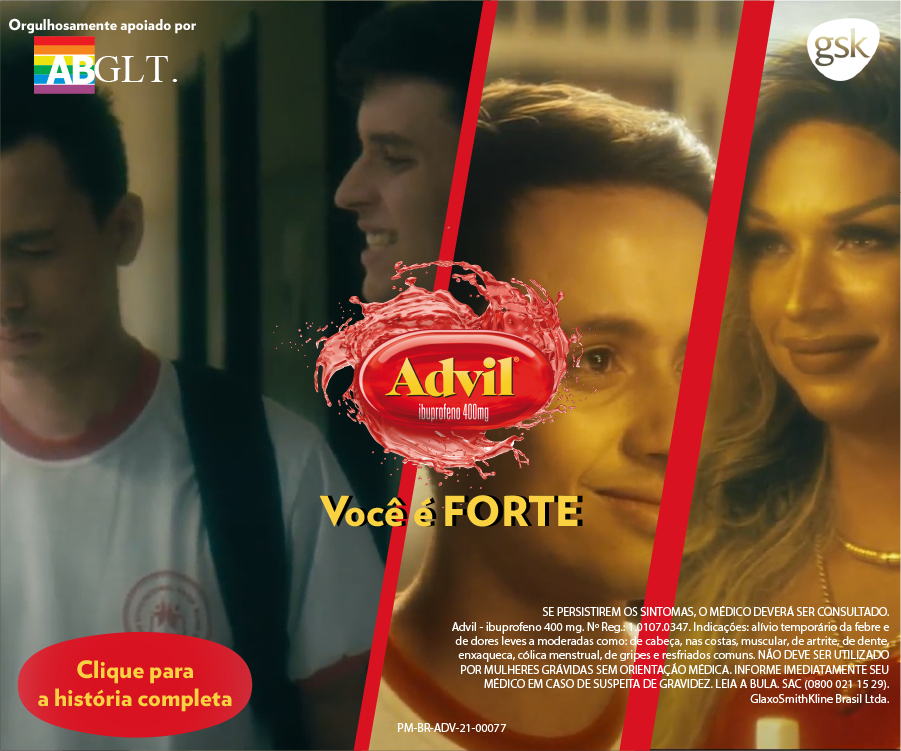 Orgulhosamente apoiado por
ABGLT.
gsk
Advil®
ibuprofeno 400mg
Você é FORTE
SE PERSISTIREM OS SINTOMAS, O MÉDICO DEVERÁ SER CONSULTADO.
Advil - ibuprofeno 400 mg. Nº Reg.: 1.0107.0347. Indicações: alívio temporário da febre e
de dores leves a moderadas como: de cabeça, nas costas, muscular, de artrite, de dente,
enxaqueca, cólica menstrual, de gripes e resfriados comuns. NÃO DEVE SER UTILIZADO
POR MULHERES GRÁVIDAS SEM ORIENTAÇÃO MÉDICA. INFORME IMEDIATAMENTE SEU
MÉDICO EM CASO DE SUSPEITA DE GRAVIDEZ. LEIA A BULA. SAC (0800 021 15 29).
GlaxoSmithKline Brasil Ltda.
Clique para
a história completa
PM-BR-ADV-21-00077